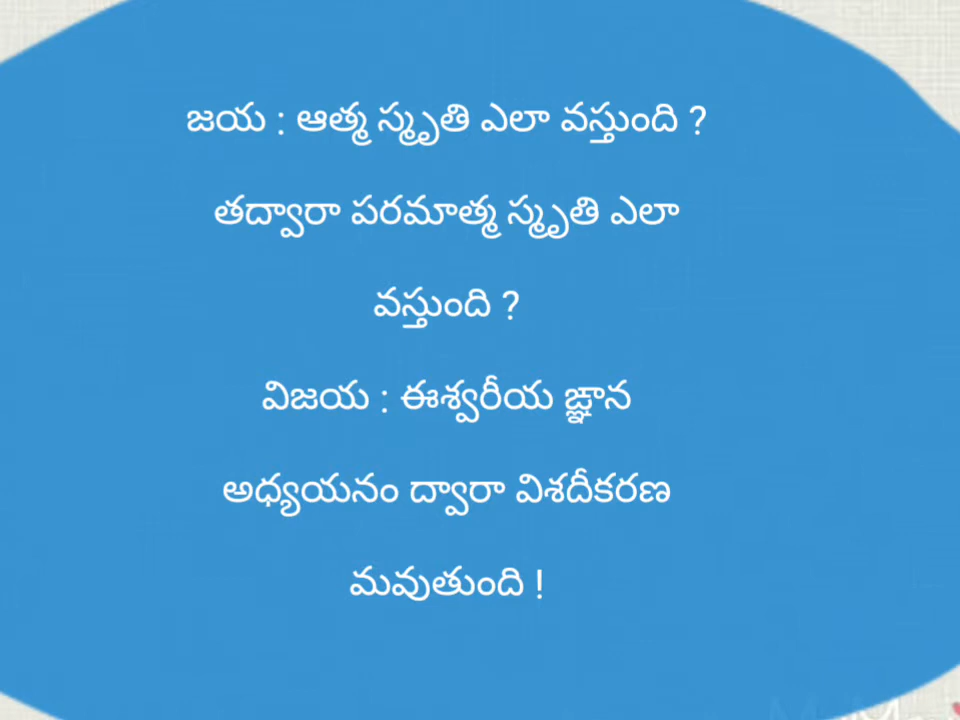 జయ : ఆత్మ స్మృతి ఎలా వస్తుంది ?
తద్వారా పరమాత్మ స్మృతి ఎలా
వస్తుంది ?
విజయ : ఈశ్వరీయ ఙ్ఞాన
అధ్యయనం ద్వారా విశదీకరణ
మవుతుంది !